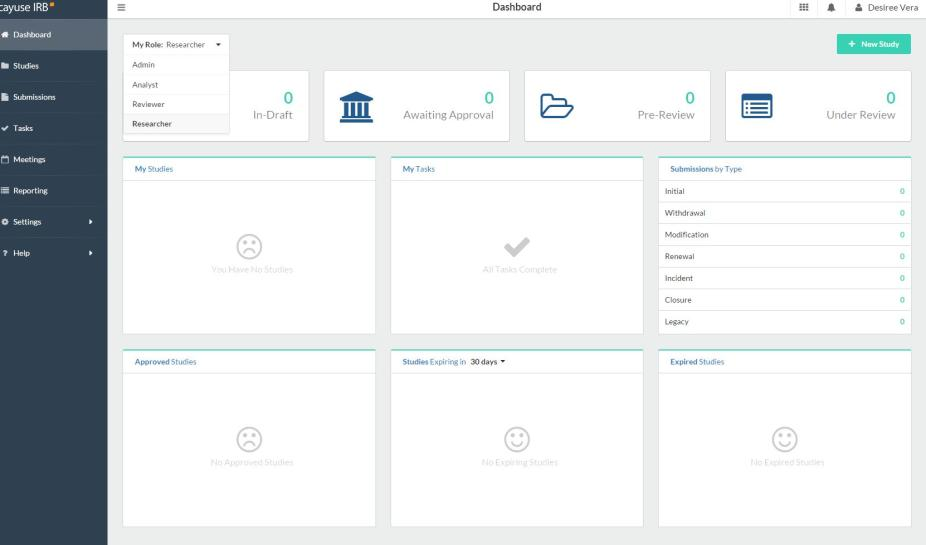 cayuse IRB
Dashboard
Desiree Vera
Dashboard
Studies
Submissions
Tasks
Meetings
Reporting
Settings
Help
My Role: Researcher
Admin
Analyst
Reviewer
Researcher
+ New Study
0
In-Draft
0
Awaiting Approval
0
Pre-Review
0
Under Review
My Studies
You Have No Studies
My Tasks
All Tasks Complete
Submissions by Type
Initial 0
Withdrawal 0
Modification 0
Renewal 0
Incident 0
Closure 0
Legacy 0
Approved Studies
No Approved Studies
Studies Expiring in 30 days
No Expiring Studies
Expired Studies
No Expired Studies